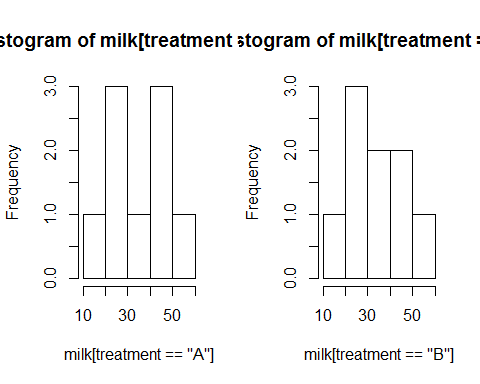 stogram of milk[treatment
Frequency
3.0
2.0
1.0
0.0
10 30 50
milk[treatment == "A"]
stogram of milk[treatment =
Frequency
3.0
2.0
1.0
0.0
10 30 50
milk[treatment == "B"]